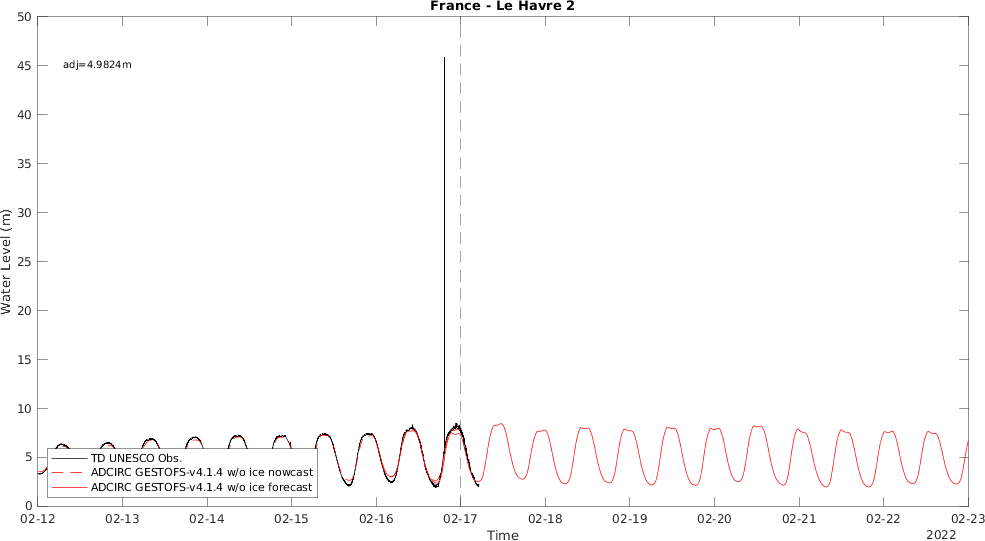 France - Le Havre 2
50
45
40
35
30
25
20
15
10
5
0
adj=4.9824m
Water Level (m)
TD UNESCO Obs.
ADCIRC GESTOFS-v4.1.4 w/o ice nowcast
ADCIRC GESTOFS-v4.1.4 w/o ice forecast
02-12 02-13 02-14 02-15 02-16 02-17 02-18 02-19 02-20 02-21 02-22 02-23
Time
2022